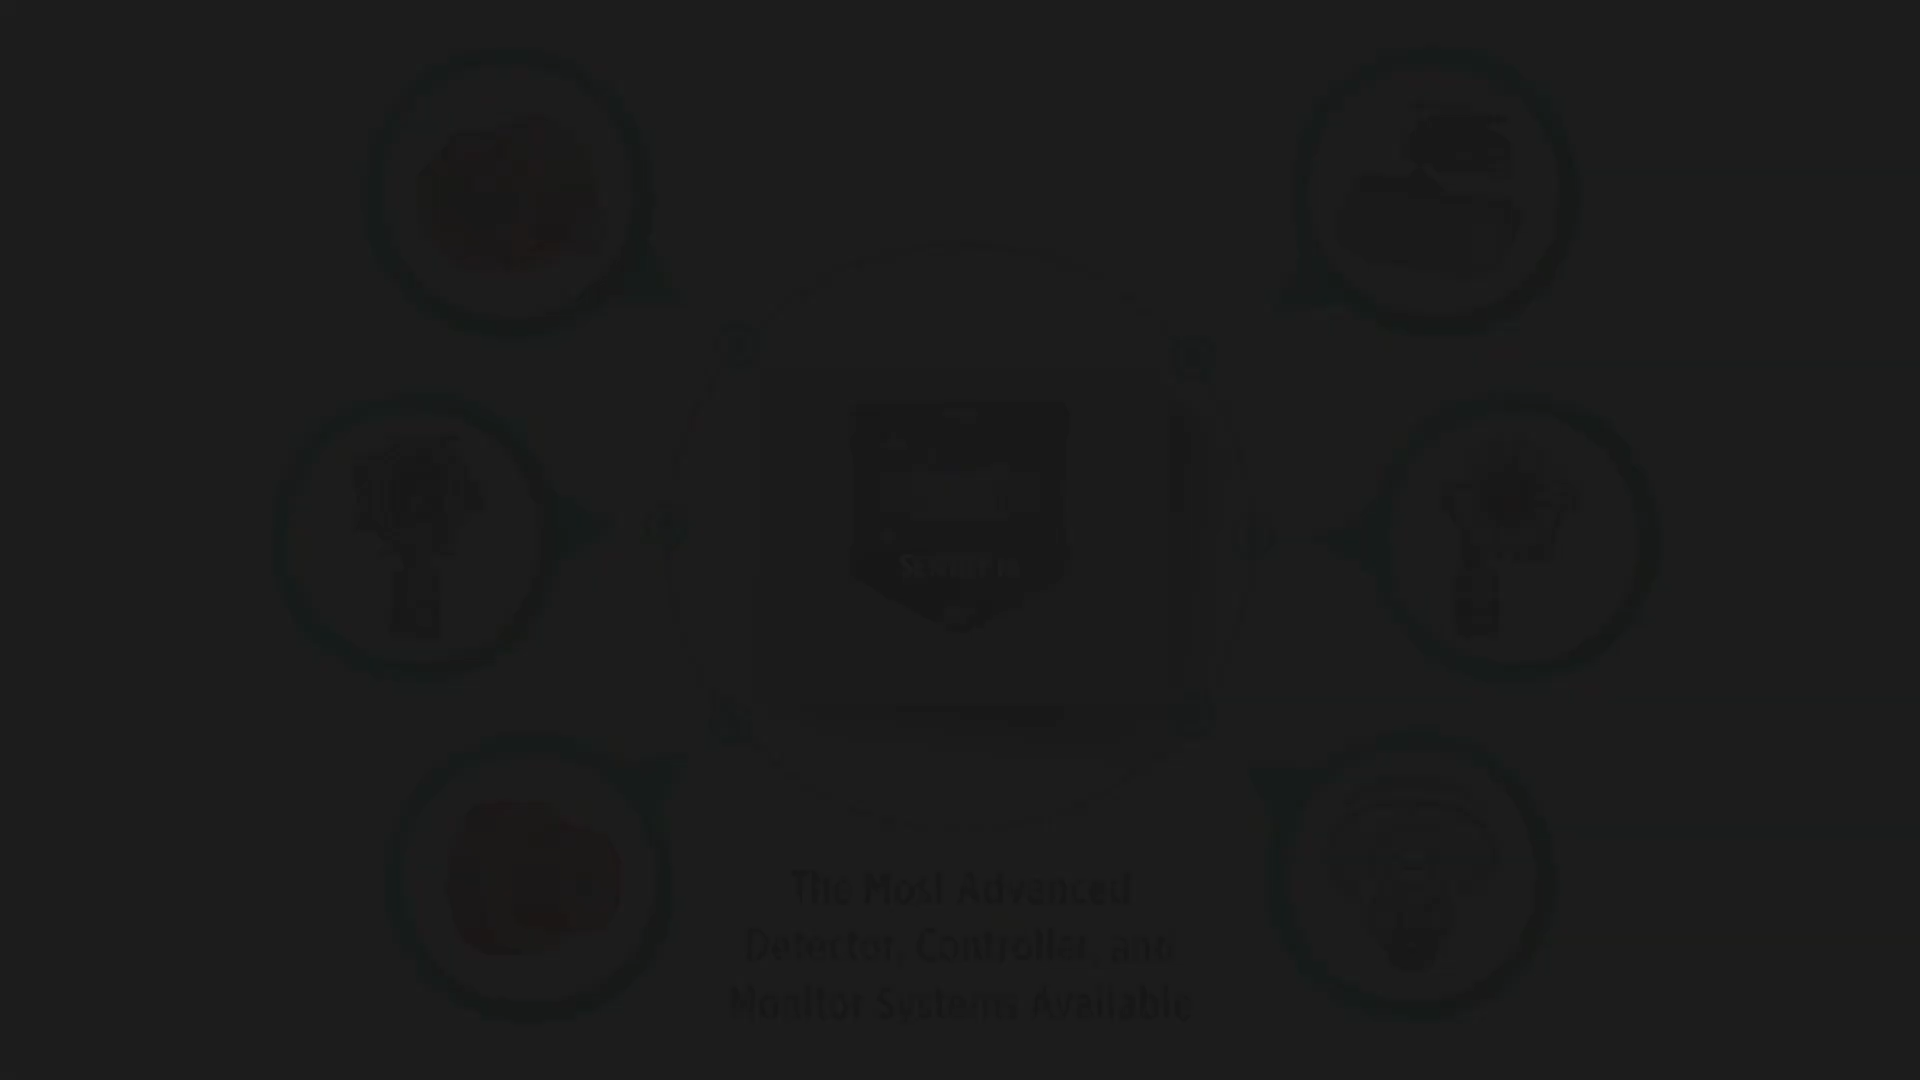 The Most Advanced
Detector, Controller, and
Monitor Systems Available